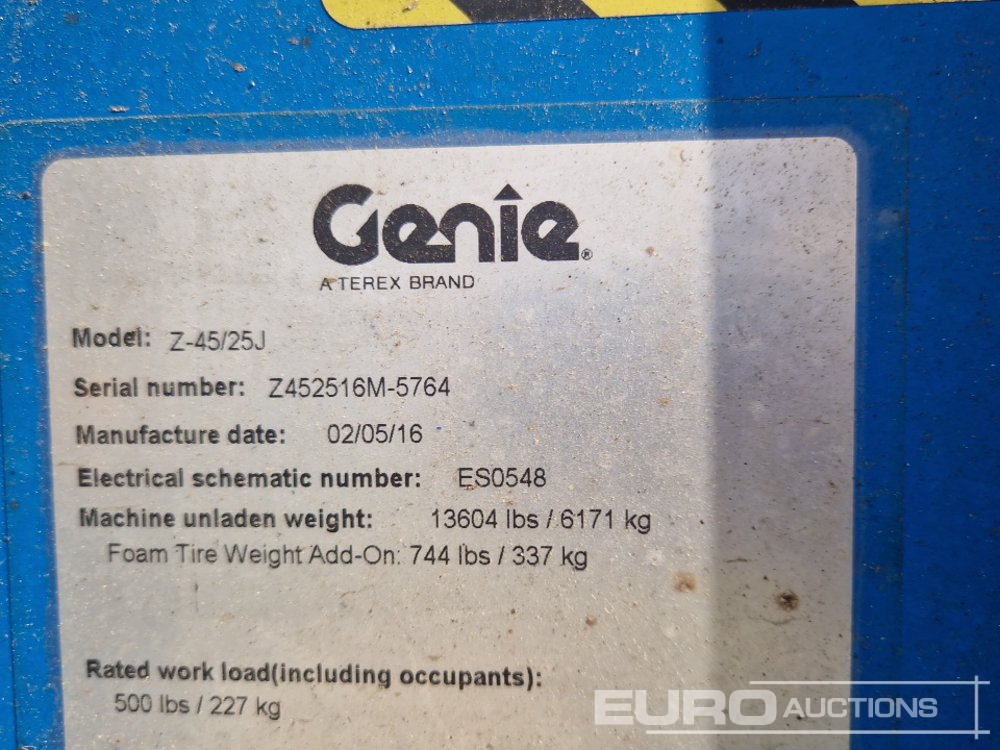 Genie®
A TEREX BRAND
Model: Z-45/25J
Serial number: Z452516M-5764
Manufacture date: 02/05/16
Electrical schematic number: ES0548
Machine unladen weight: 13604 lbs / 6171 kg
Foam Tire Weight Add-On: 744 lbs / 337 kg
Rated work load(including occupants):
500 lbs / 227 kg
EURO AUCTIONS